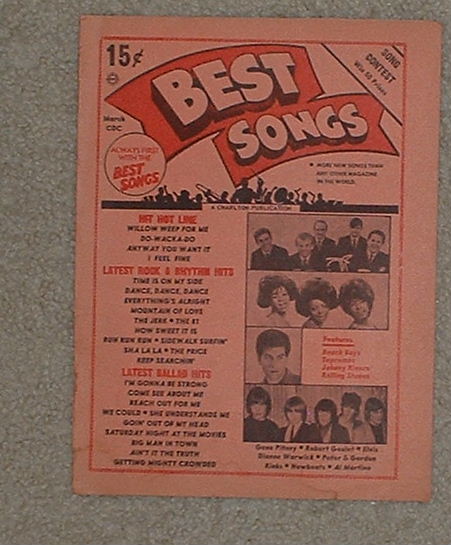 15¢
BEST
SONGS
SONG
CONTEST
Win 60 Prizes
March
CDC
ALWAYS FIRST
WITH THE
BEST
SONGS
• MORE NEW SONGS THAN
ANY OTHER MAGAZINE
IN THE WORLD.
A CHARLTON PUBLICATION
HIT HOT LINE
WILLOW WEEP FOR ME
DO-WACKA-DO
ANYWAY YOU WANT IT
I FEEL FINE
LATEST ROCK & RHYTHM HITS
TIME IS ON MY SIDE
DANCE, DANCE, DANCE
EVERYTHING'S ALRIGHT
MOUNTAIN OF LOVE
THE JERK • THE 81
HOW SWEET IT IS
RUN RUN RUN • SIDEWALK SURFIN'
SHA LA LA • THE PRICE
KEEP SEARCHIN'
LATEST BALLAD HITS
I'M GONNA BE STRONG
COME SEE ABOUT ME
REACH OUT FOR ME
WE COULD • SHE UNDERSTANDS ME
GOIN' OUT OF MY HEAD
SATURDAY NIGHT AT THE MOVIES
BIG MAN IN TOWN
AIN'T IT THE TRUTH
GETTING MIGHTY CROWDED
Features
Beach Boys
Supremes
Johnny Rivers
Rolling Stones
Gene Pitney • Robert Goulet • Elvis
Dionne Warwick • Peter & Gordon
Kinks • Newbeats • Al Martino